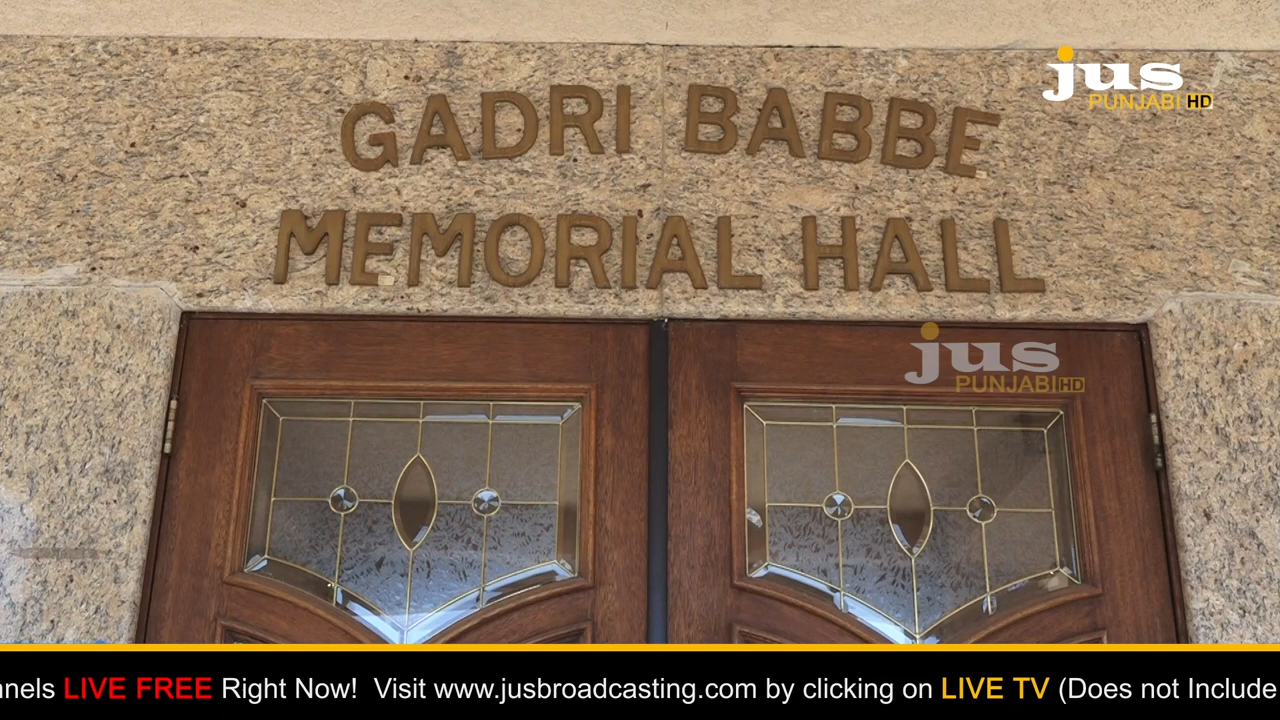 jus
PUNJABI HD
GADRI BABBE
MEMORIAL HALL
jus
PUNJABI HD
nnels LIVE FREE Right Now! Visit www.jusbroadcasting.com by clicking on LIVE TV (Does not Include